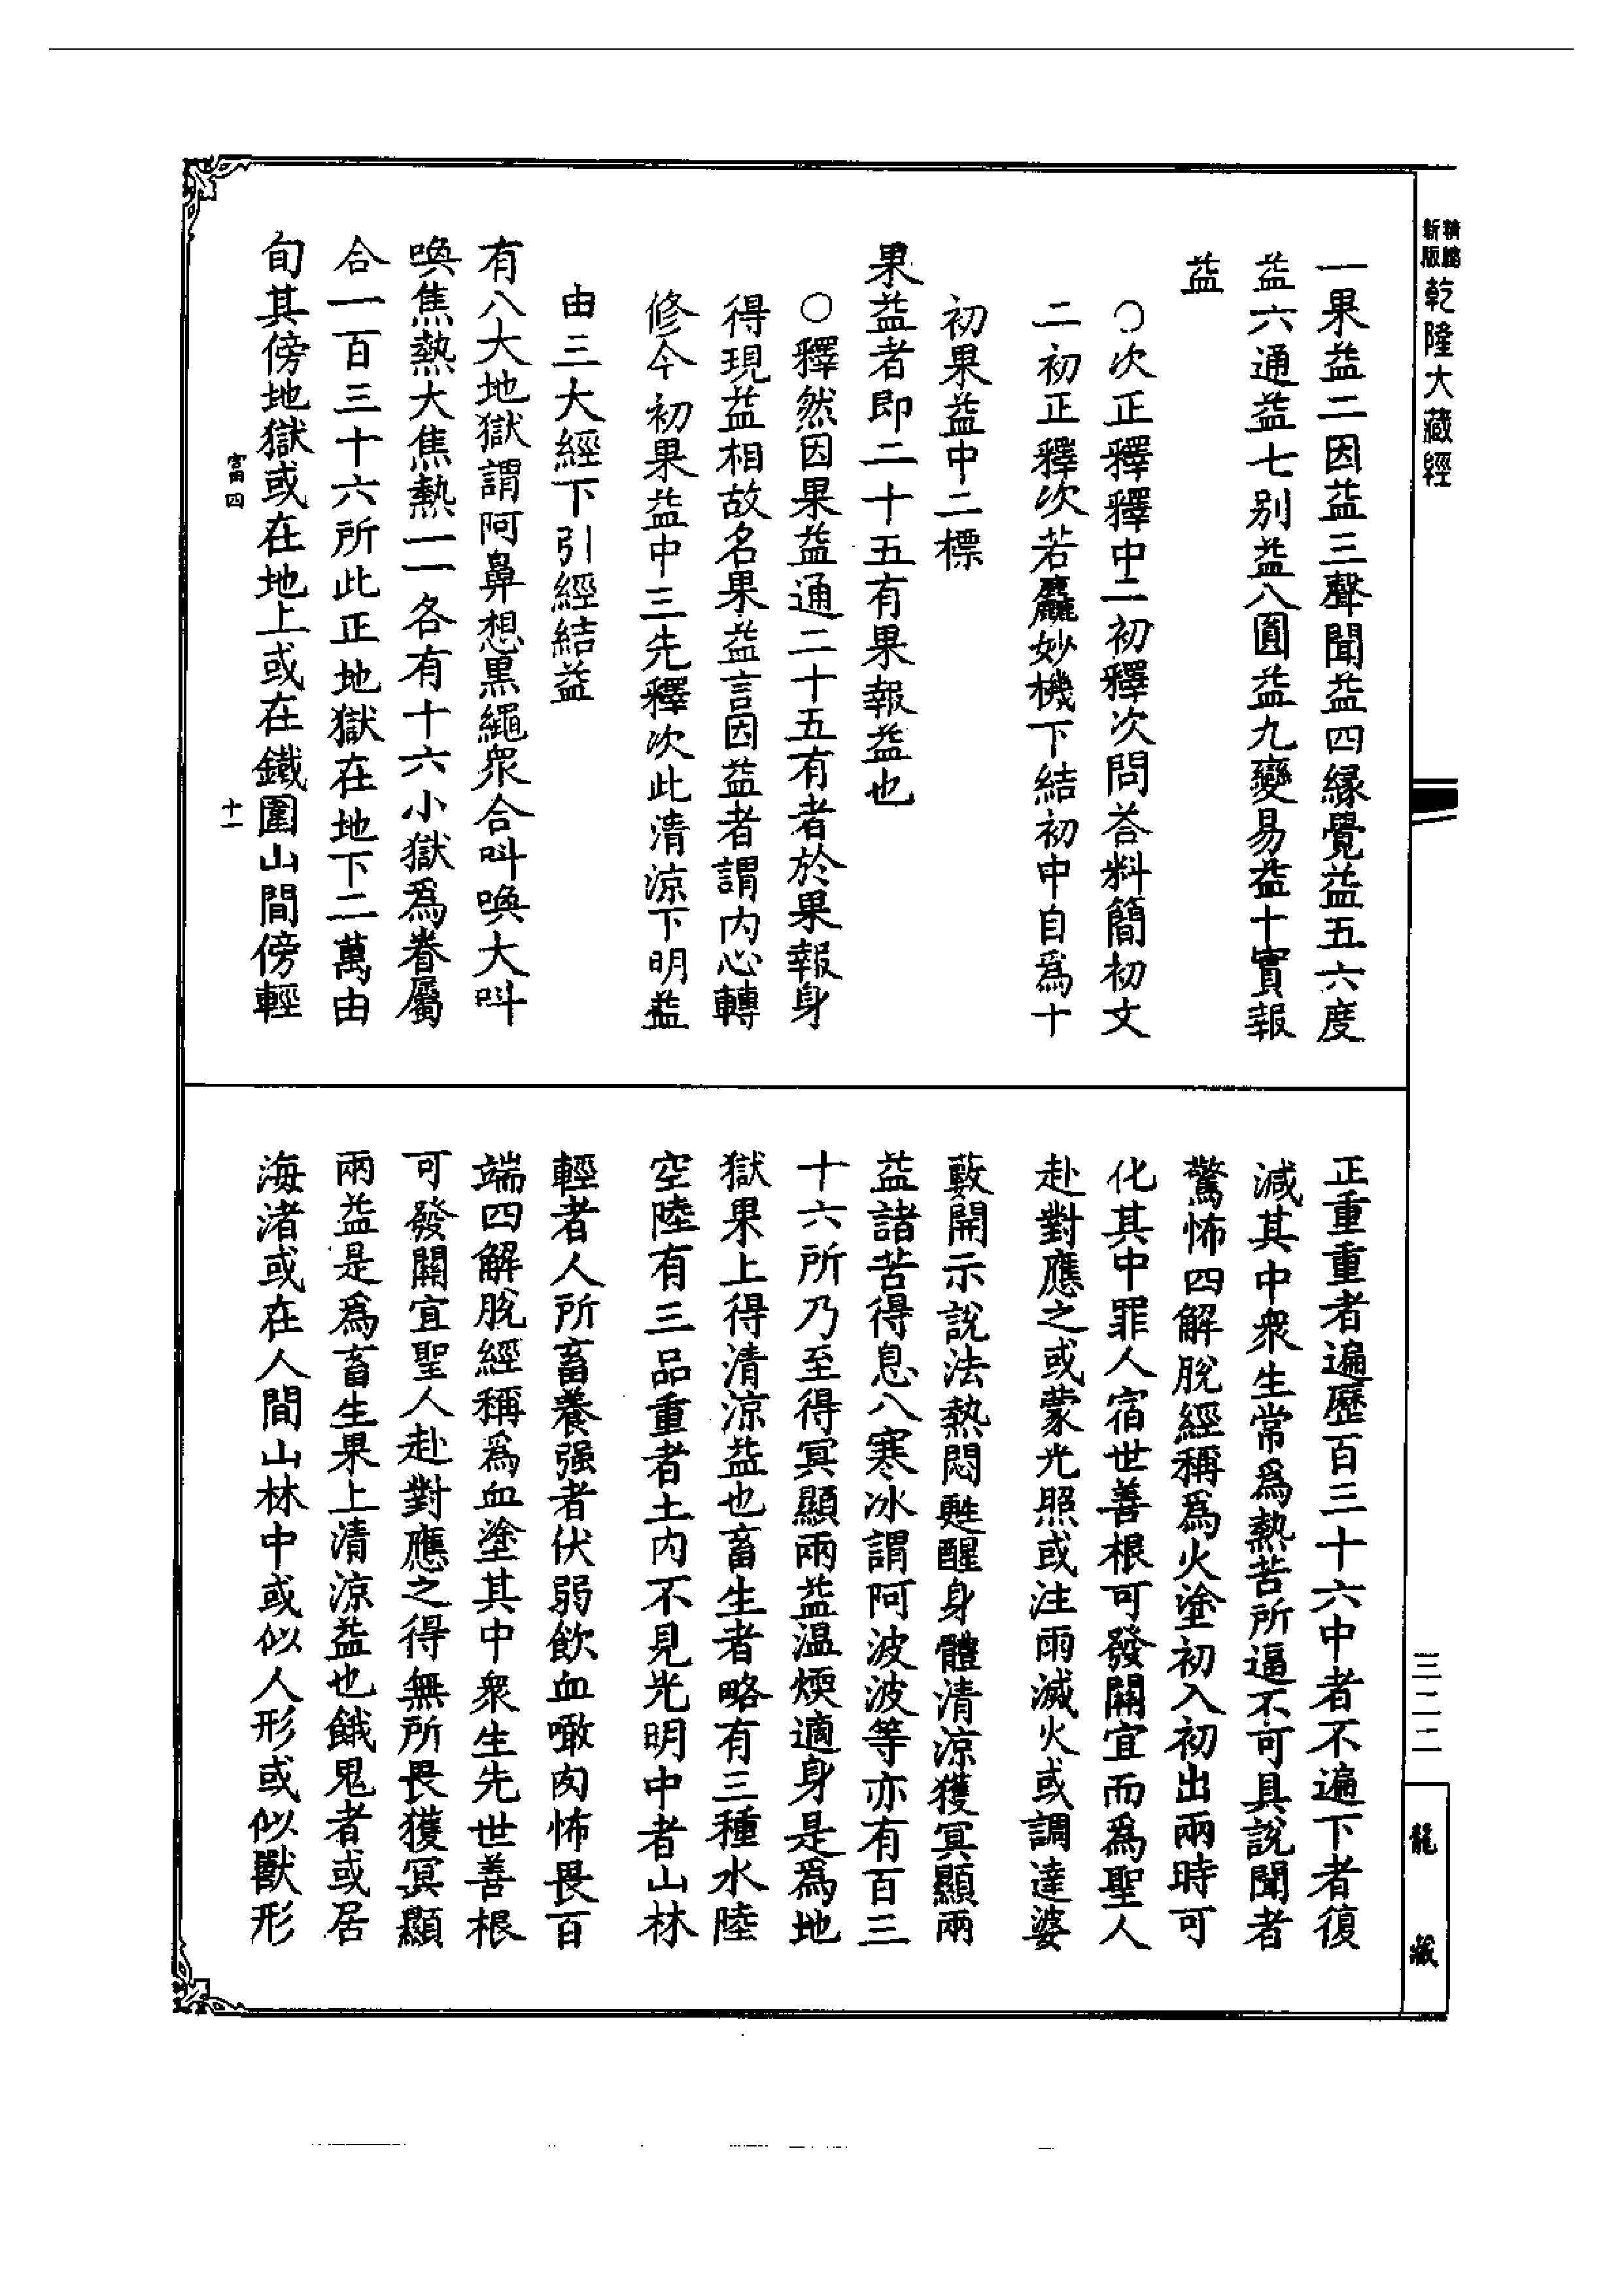 精鵰
新版
乾隆大藏經
一果益二因益三聲聞益四緣覺益五六度
益六通益七別益八圓益九變易益十實報
益
○次正釋釋中二初釋次問荅料簡初文
二初正釋次若麤妙機下結初中自爲十
初果益中二標
果益者即二十五有果報益也
○釋然因果益通二十五有者於果報身
得現益相故名果益言因益者謂內心轉
修今初果益中三先釋次此清涼下明益
由三大經下引經結益
有八大地獄謂阿鼻想黑繩衆合叫喚大叫
喚焦熱大焦熱一一各有十六小獄爲眷屬
合一百三十六所此正地獄在地下二萬由
旬其傍地獄或在地上或在鐵圍山間傍輕
富四
十一
正重重者遍歷百三十六中者不遍下者復
減其中衆生常爲熱苦所逼不可具說聞者
驚怖四解脫經稱爲火塗初入初出兩時可
化其中罪人宿世善根可發關宜而爲聖人
赴對應之或蒙光照或注雨滅火或調達婆
藪開示說法熱悶甦醒身體清涼獲冥顯兩
益諸苦得息八寒冰謂阿波波等亦有百三
十六所乃至得冥顯兩益溫煗適身是爲地
獄果上得清涼益也畜生者略有三種水陸
空陸有三品重者土內不見光明中者山林
輕者人所畜養强者伏弱飲血噉肉怖畏百
端四解脫經稱爲血塗其中衆生先世善根
可發關宜聖人赴對應之得無所畏獲冥顯
兩益是爲畜生果上清涼益也餓鬼者或居
海渚或在人間山林中或似人形或似獸形
三二二
龍藏